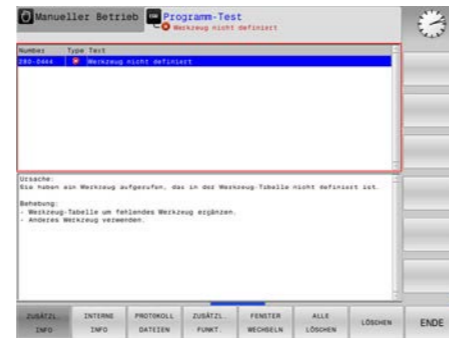 Manueller Betrieb
Programm-Test
Werkzeug nicht definiert
Number Type Text
280-0444 Werkzeug nicht definiert
Ursache:
Sie haben ein Werkzeug aufgerufen, das in der Werkzeug-Tabelle nicht definiert ist.
Behebung:
- Werkzeug-Tabelle um fehlendes Werkzeug ergänzen.
- Anderes Werkzeug verwenden.
ZUSÄTZL. INTERNE PROTOKOLL ZUSÄTZL. FENSTER ALLE LÖSCHEN ENDE
INFO INFO DATEIEN FUNKT. WECHSELN LÖSCHEN